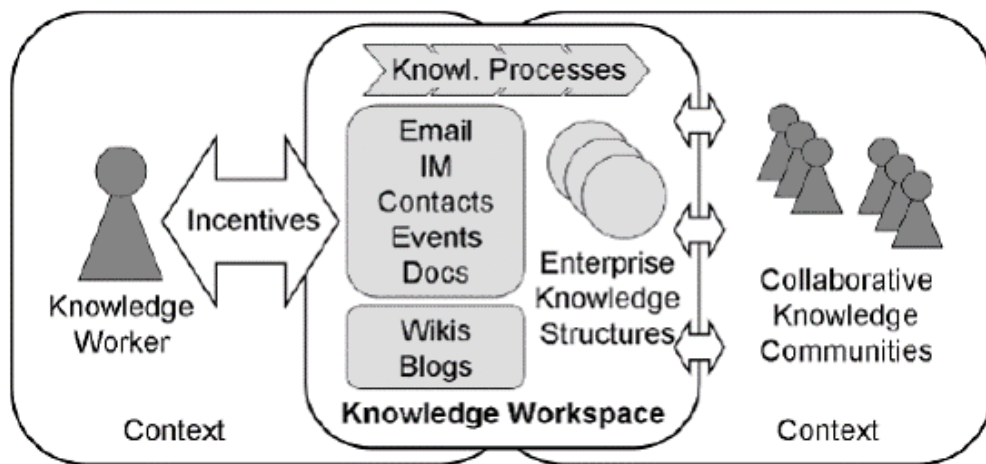 Knowl. Processes
Email
IM
Contacts
Events
Docs
Incentives
Knowledge
Worker
Wikis
Blogs
Enterprise
Knowledge
Structures
Collaborative
Knowledge
Communities
Knowledge Workspace
Context
Context